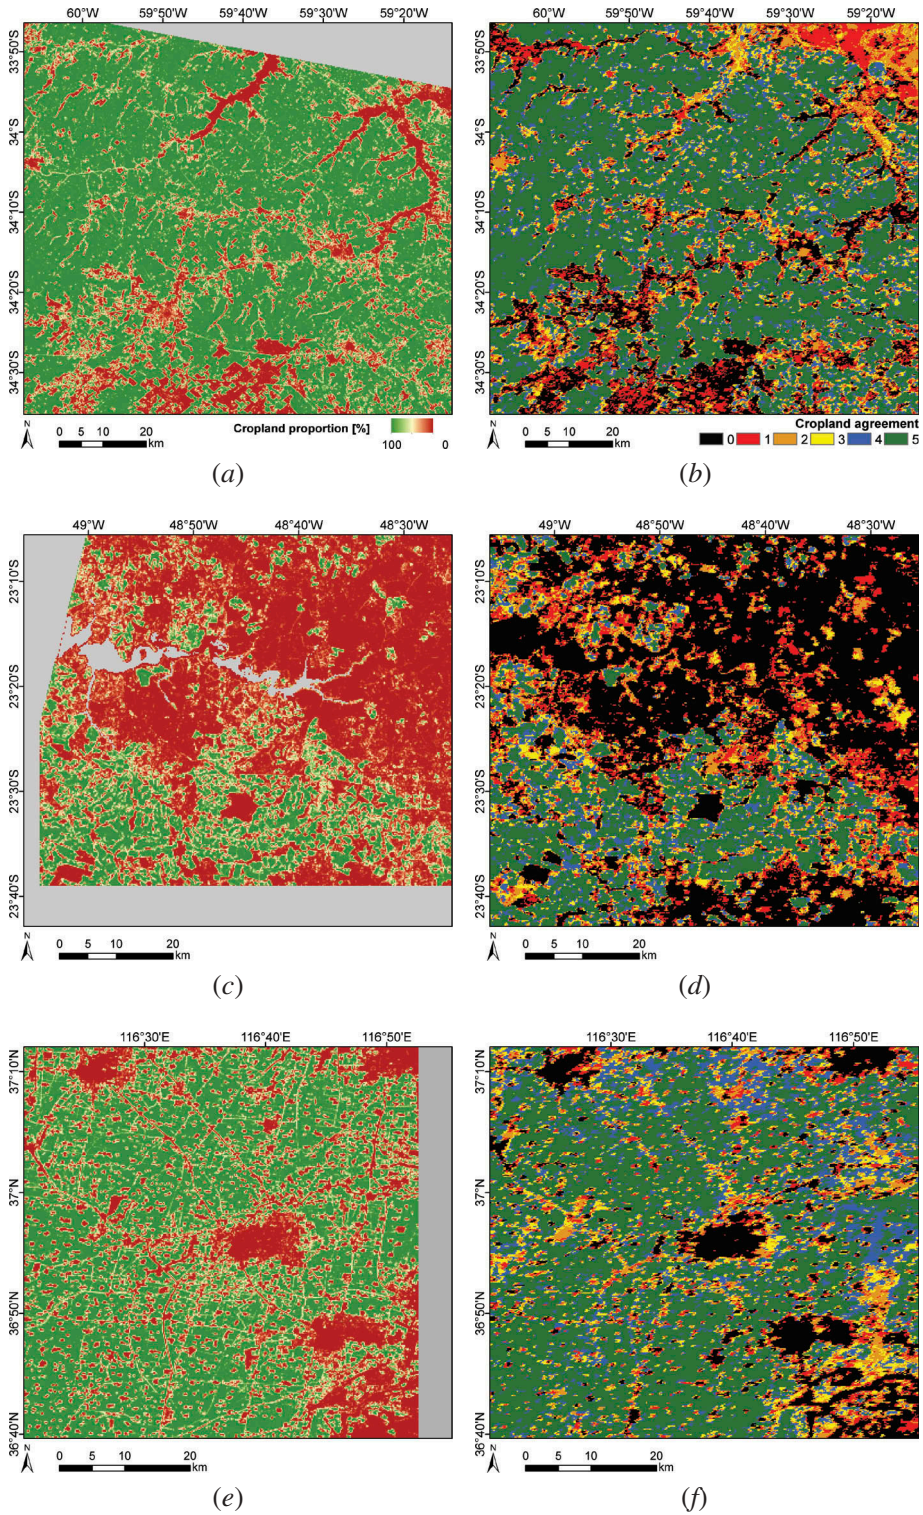 60°W 59°50'W 59°40'W 59°30'W 59°20'W
60°W 59°50'W 59°40'W 59°30'W 59°20'W
33°50'S
34°S
34°10'S
34°20'S
34°30'S
33°50'S
34°S
34°10'S
34°20'S
34°30'S
N
0 5 10 20
km
Cropland proportion [%]
100 0
N
0 5 10 20
km
Cropland agreement
0 1 2 3 4 5
(a)
(b)
49°W 48°50'W 48°40'W 48°30'W
49°W 48°50'W 48°40'W 48°30'W
23°10'S
23°20'S
23°30'S
23°40'S
23°10'S
23°20'S
23°30'S
23°40'S
N
0 5 10 20
km
N
0 5 10 20
km
(c)
(d)
116°30'E 116°40'E 116°50'E
116°30'E 116°40'E 116°50'E
37°10'N
37°N
36°50'N
36°40'N
37°10'N
37°N
36°50'N
36°40'N
N
0 5 10 20
km
N
0 5 10 20
km
(e)
(f)